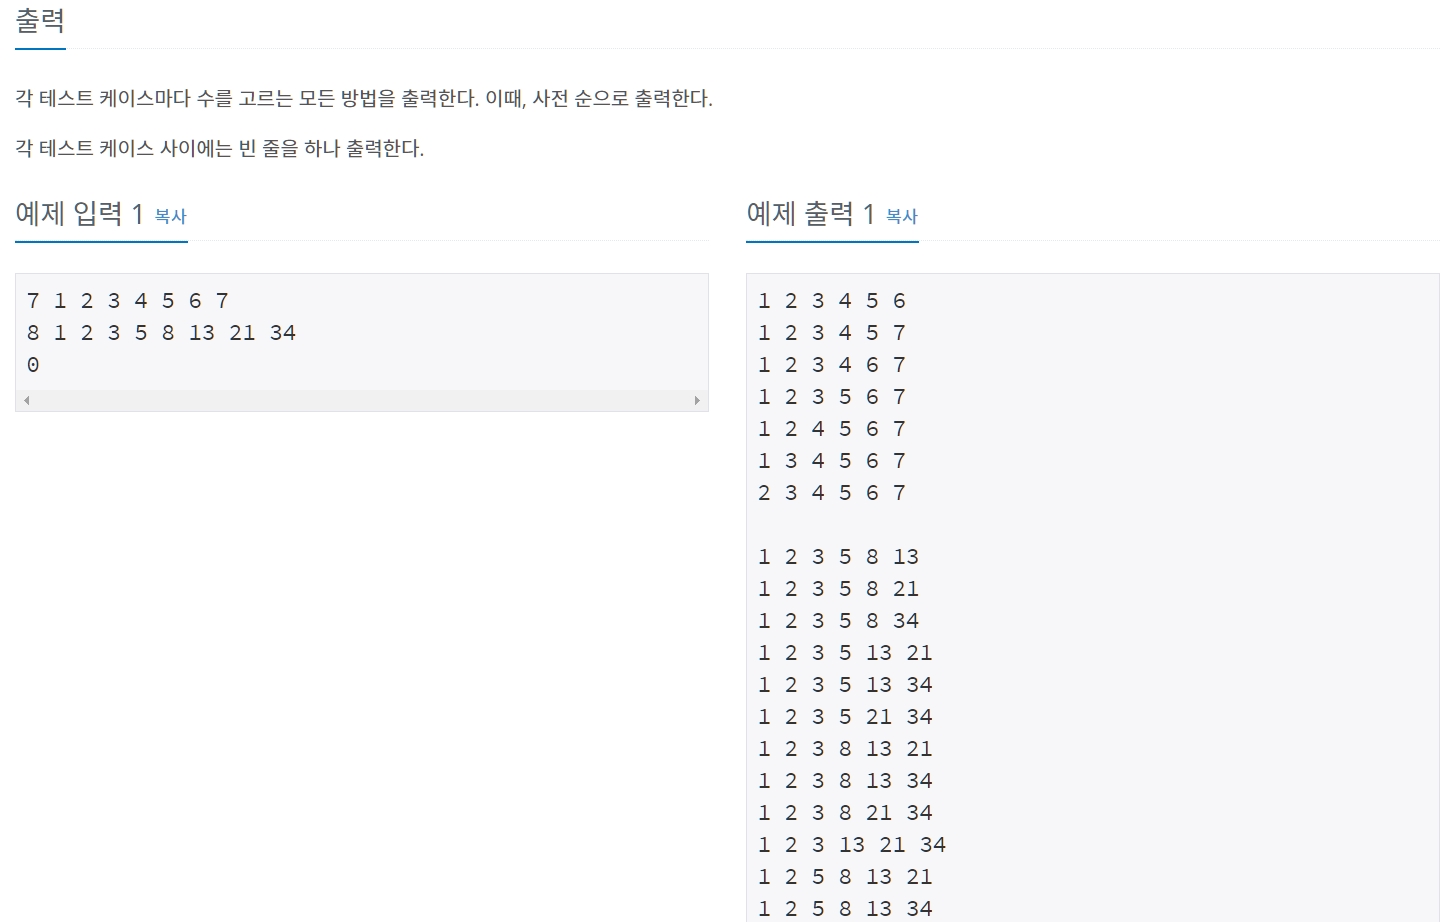 출력
각 테스트 케이스마다 수를 고르는 모든 방법을 출력한다. 이때, 사전 순으로 출력한다.
각 테스트 케이스 사이에는 빈 줄을 하나 출력한다.
예제 입력 1 복사
7 1 2 3 4 5 6 7
8 1 2 3 5 8 13 21 34
0
예제 출력 1 복사
1 2 3 4 5 6
1 2 3 4 5 7
1 2 3 4 6 7
1 2 3 5 6 7
1 2 4 5 6 7
1 3 4 5 6 7
2 3 4 5 6 7

1 2 3 5 8 13
1 2 3 5 8 21
1 2 3 5 8 34
1 2 3 5 13 21
1 2 3 5 13 34
1 2 3 5 21 34
1 2 3 8 13 21
1 2 3 8 13 34
1 2 3 8 21 34
1 2 3 13 21 34
1 2 5 8 13 21
1 2 5 8 13 34